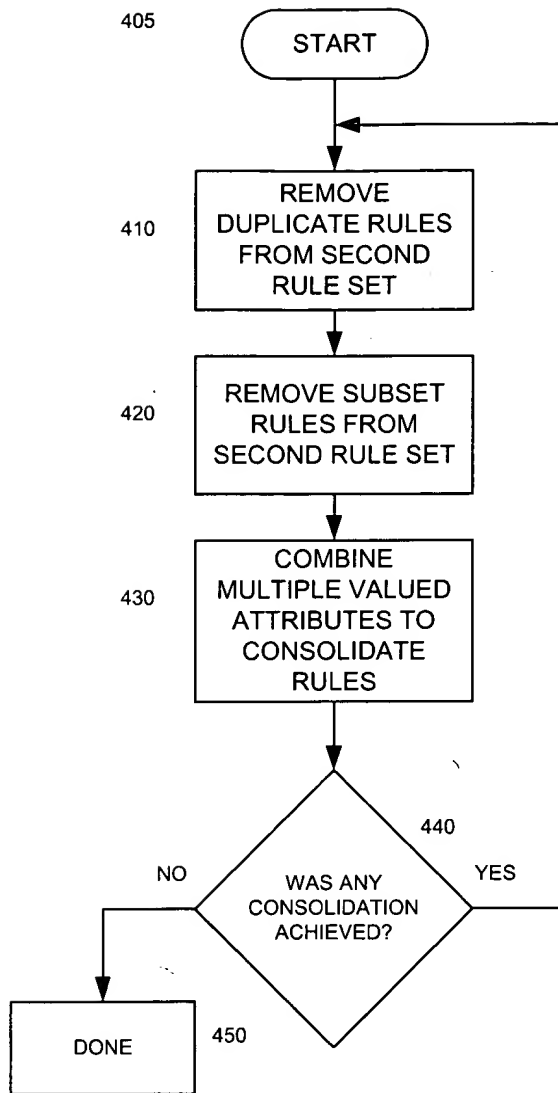 405
START
REMOVE
DUPLICATE RULES
FROM SECOND
RULE SET
410
REMOVE SUBSET
RULES FROM
SECOND RULE SET
420
COMBINE
MULTIPLE VALUED
ATTRIBUTES TO
CONSOLIDATE
RULES
430
440
NO
YES
WAS ANY
CONSOLIDATION
ACHIEVED?
DONE
450